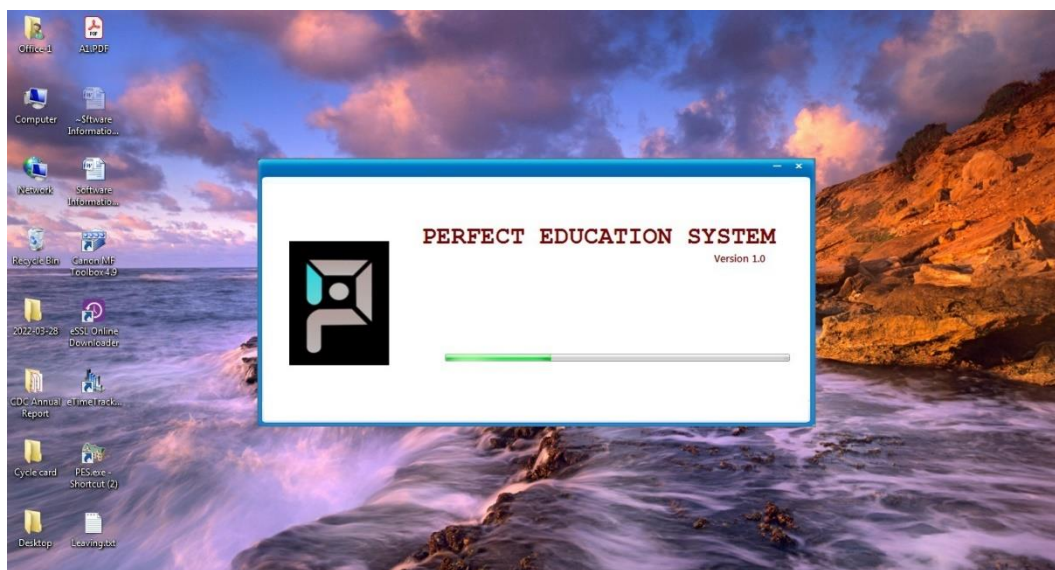 Office-1
A1.PDF
Computer
~Sftware
Informatio...
Network
Software
Informatio...
Recycle Bin
Canon MF
Toolbox 4.9
2022-03-28
eSSL Online
Downloader
CDC Annual
Report
eTimeTrack...
Cycle card
PES.exe -
Shortcut (2)
Desktop
Leaving.txt
PERFECT EDUCATION SYSTEM
Version 1.0